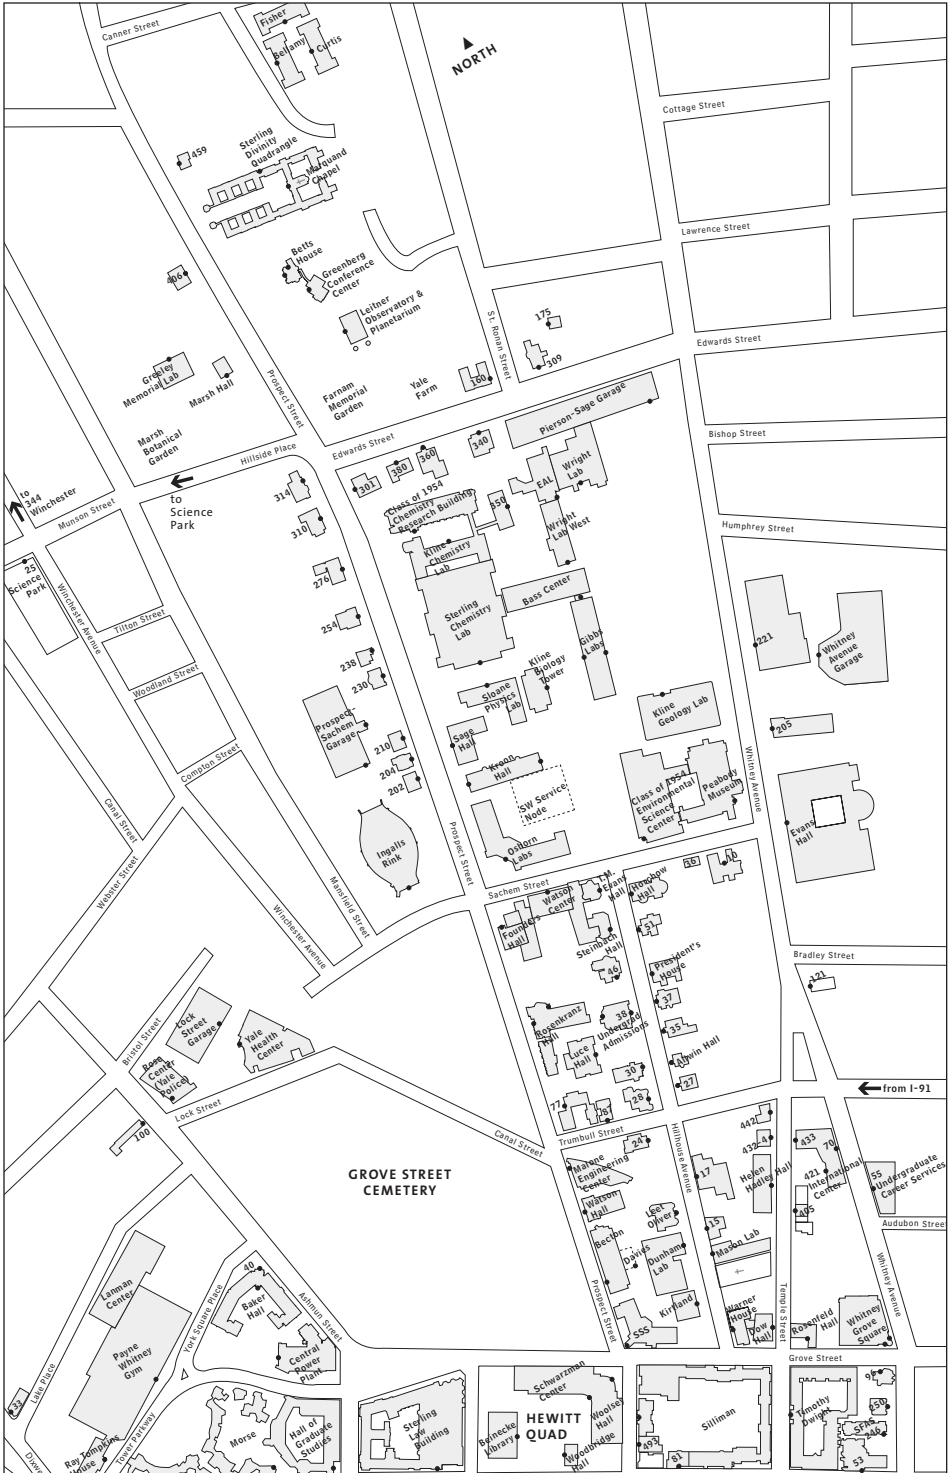 Canner Street
Fisher
Bellamy
Curtis
NORTH
Cottage Street
459
Sterling
Divinity
Quadrangle
Marquand
Chapel
Lawrence Street
406
Betts
House
Greenberg
Conference
Center
Leitner
Observatory &
Planetarium
St. Ronan Street
175
309
Edwards Street
Greeley
Memorial Lab
Marsh Hall
Prospect Street
Farnam
Memorial
Garden
Yale
Farm
160
Pierson-Sage Garage
Marsh
Botanical
Garden
Hillside Place
Edwards Street
Bishop Street
to
344
Winchester
Munson Street
to
Science
Park
314
310
301
380
360
340
Class of 1954
Chemistry
Research Building
350
EAL
Wright
Lab
Wright
Lab West
Humphrey Street
25
Science
Park
Winchester Avenue
Tilton Street
Woodland Street
Compton Street
276
254
238
230
Kline
Chemistry
Lab
Sterling
Chemistry
Lab
Bass Center
Gibbs
Labs
Kline
Biology
Tower
221
Whitney
Avenue
Garage
Prospect-
Sachem
Garage
210
204
202
Sloane
Physics
Lab
Sage
Hall
Kroon
Hall
SW Service
Node
Kline
Geology Lab
205
Whitney Avenue
Class of 1954
Environmental
Science
Center
Peabody
Museum
Evans
Hall
Canal Street
Webster Street
Ingalls
Rink
Prospect Street
Osborn
Labs
Mansfield Street
Winchester Avenue
Sachem Street
Founders
Hall
Watson
Center
J.M.
Evans
Hall
Horchow
Hall
36
10
Steinbach
Hall
51
46
President's
House
Bradley Street
121
37
Lock
Street
Garage
Bristol Street
Yale
Health
Center
Rosenkranz
Hall
38
Undergrad
Admissions
35
Luce
Hall
Allwin Hall
Rose
Center
(Yale
Police)
30
27
from I-91
Lock Street
77
87
28
Canal Street
Trumbull Street
442
100
GROVE STREET
CEMETERY
24
Hillhouse Avenue
432-4
433
70
Malone
Engineering
Center
17
Helen
Hadley Hall
421
International
Center
55
Undergraduate
Career Services
Watson
Hall
Leet
Oliver
15
405
Audubon Street
Becton
Davies
Dunham
Lab
Mason Lab
Whitney Avenue
Lanman
Center
40
Baker
Hall
Ashmun Street
York Square Place
Prospect Street
Kirtland
SSS
Warner
House
Dow
Hall
Temple Street
Rosenfeld
Hall
Whitney
Grove
Square
Payne
Whitney
Gym
Central
Power
Plant
Grove Street
Lake Place
33
Tower Parkway
Schwarzman
Center
HEWITT
QUAD
Woolsey
Hall
Beinecke
Library
Woodbridge
Hall
Sterling
Law
Building
Silliman
Timothy
Dwight
SFAS
246
53
493
81
Morse
Hall of
Graduate
Studies
Ray Tompkins
House